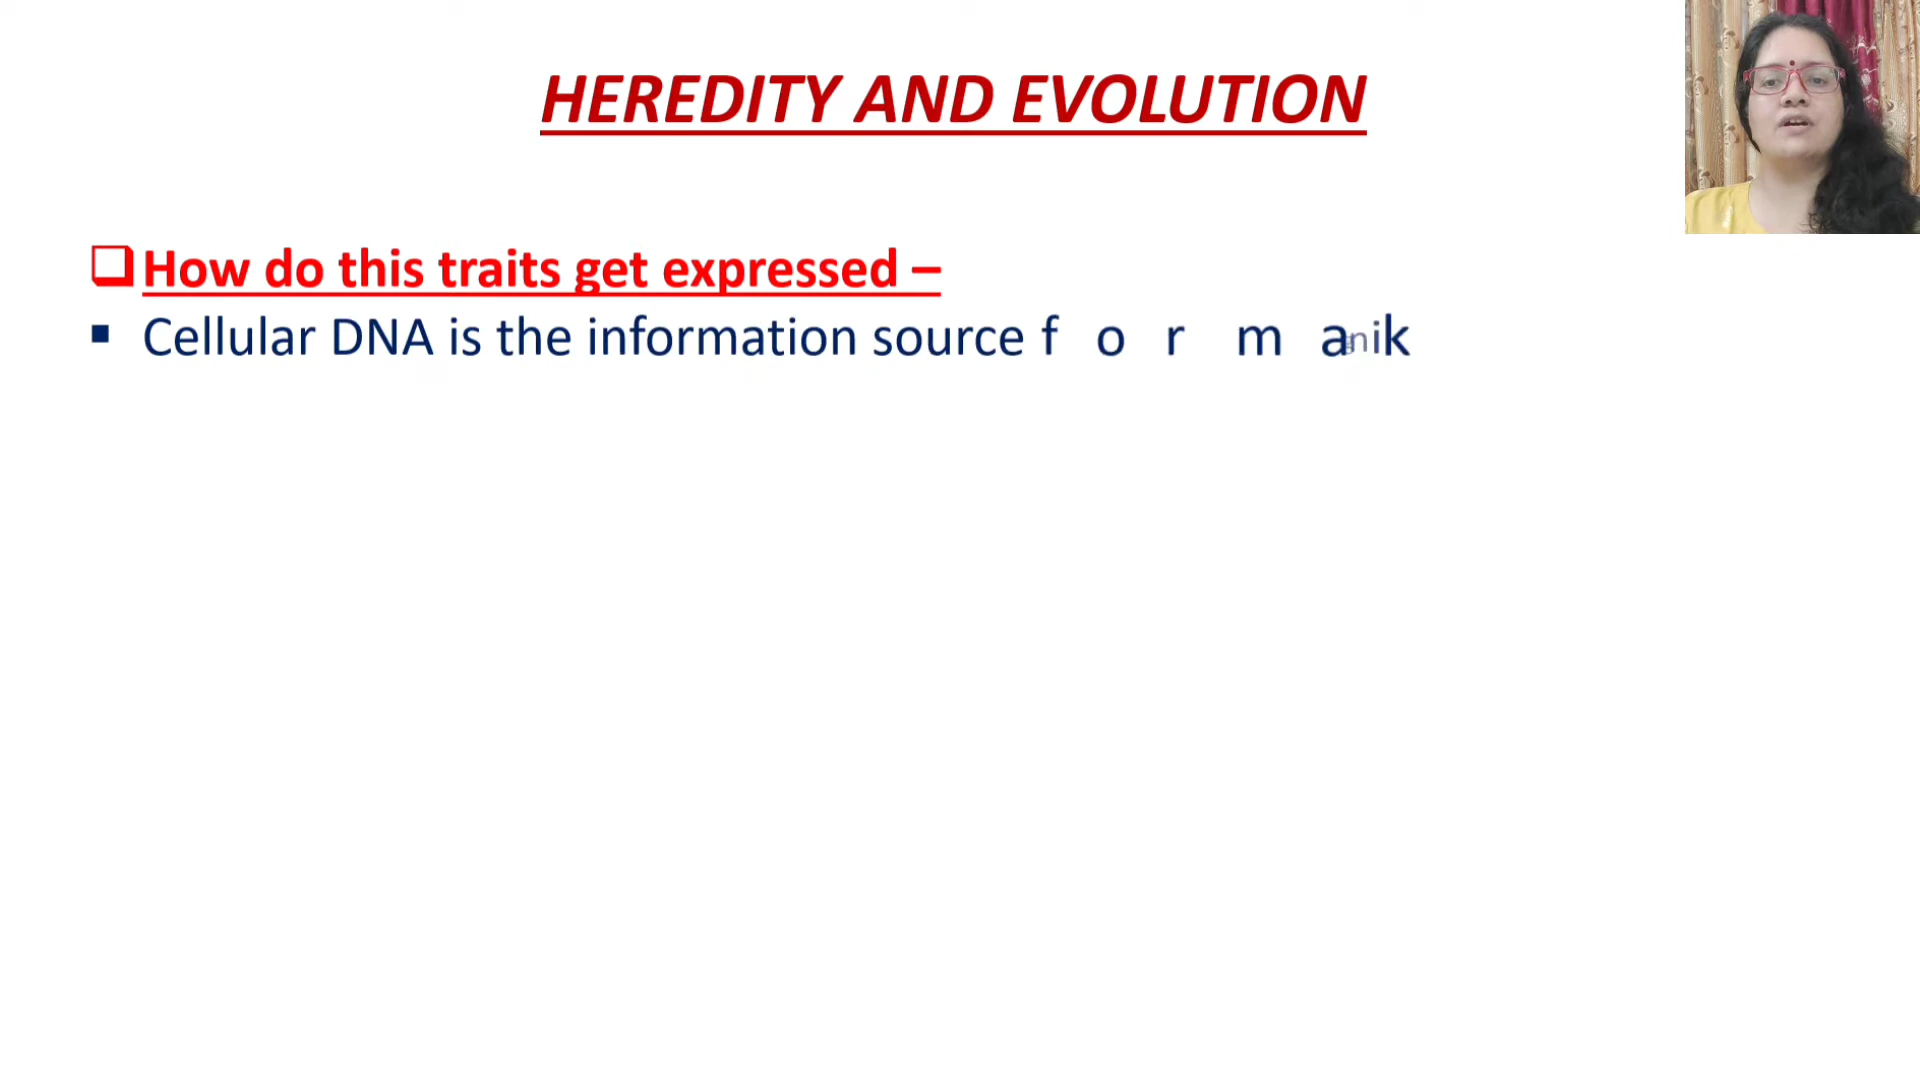 HEREDITY AND EVOLUTION
How do this traits get expressed –
Cellular DNA is the information source for